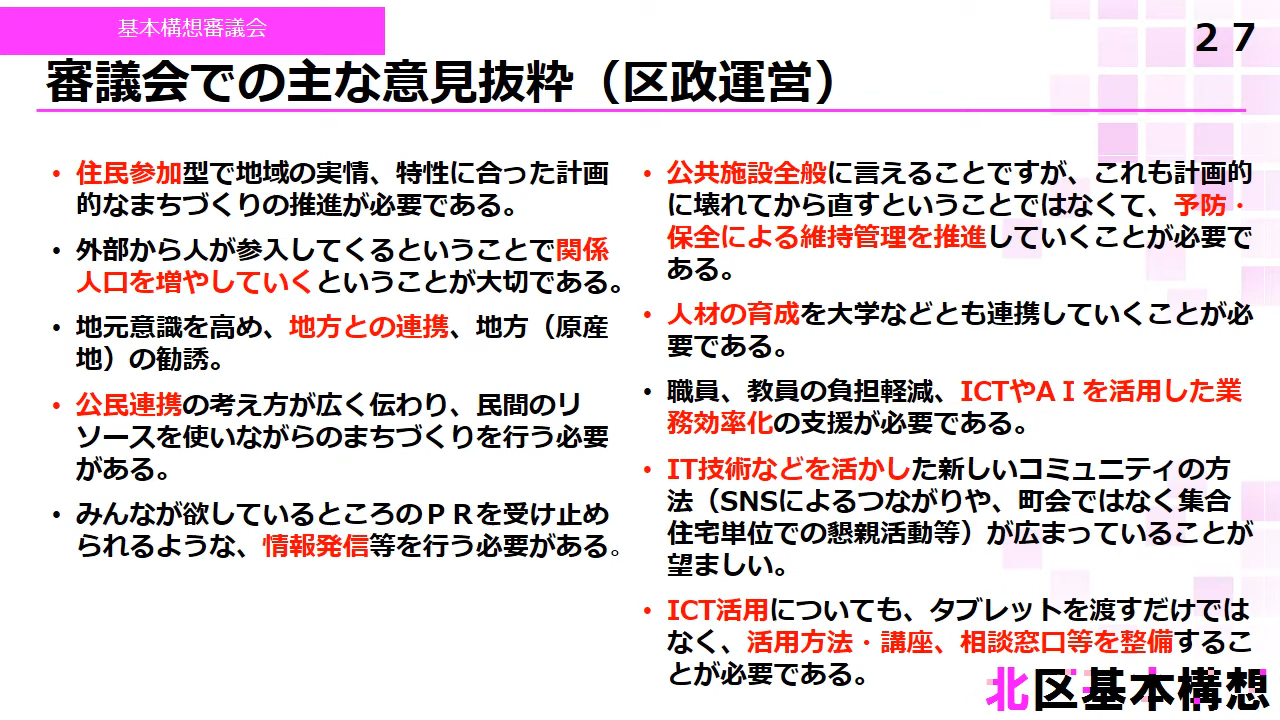 基本構想審議会
２７
審議会での主な意見抜粋（区政運営）
• 住民参加型で地域の実情、特性に合った計画
的なまちづくりの推進が必要である。
• 外部から人が参入してくるということで関係
人口を増やしていくということが大切である。
• 地元意識を高め、地方との連携、地方（原産
地）の勧誘。
• 公民連携の考え方が広く伝わり、民間のリ
ソースを使いながらのまちづくりを行う必要
がある。
• みんなが欲しているところのＰＲを受け止め
られるような、情報発信等を行う必要がある。
• 公共施設全般に言えることですが、これも計画的
に壊れてから直すということではなくて、予防・
保全による維持管理を推進していくことが必要で
ある。
• 人材の育成を大学などとも連携していくことが必
要である。
• 職員、教員の負担軽減、ICTやAＩを活用した業
務効率化の支援が必要である。
• IT技術などを活かした新しいコミュニティの方
法（SNSによるつながりや、町会ではなく集合
住宅単位での懇親活動等）が広まっていることが
望ましい。
• ICT活用についても、タブレットを渡すだけでは
なく、活用方法・講座、相談窓口等を整備するこ
とが必要である。
北区基本構想